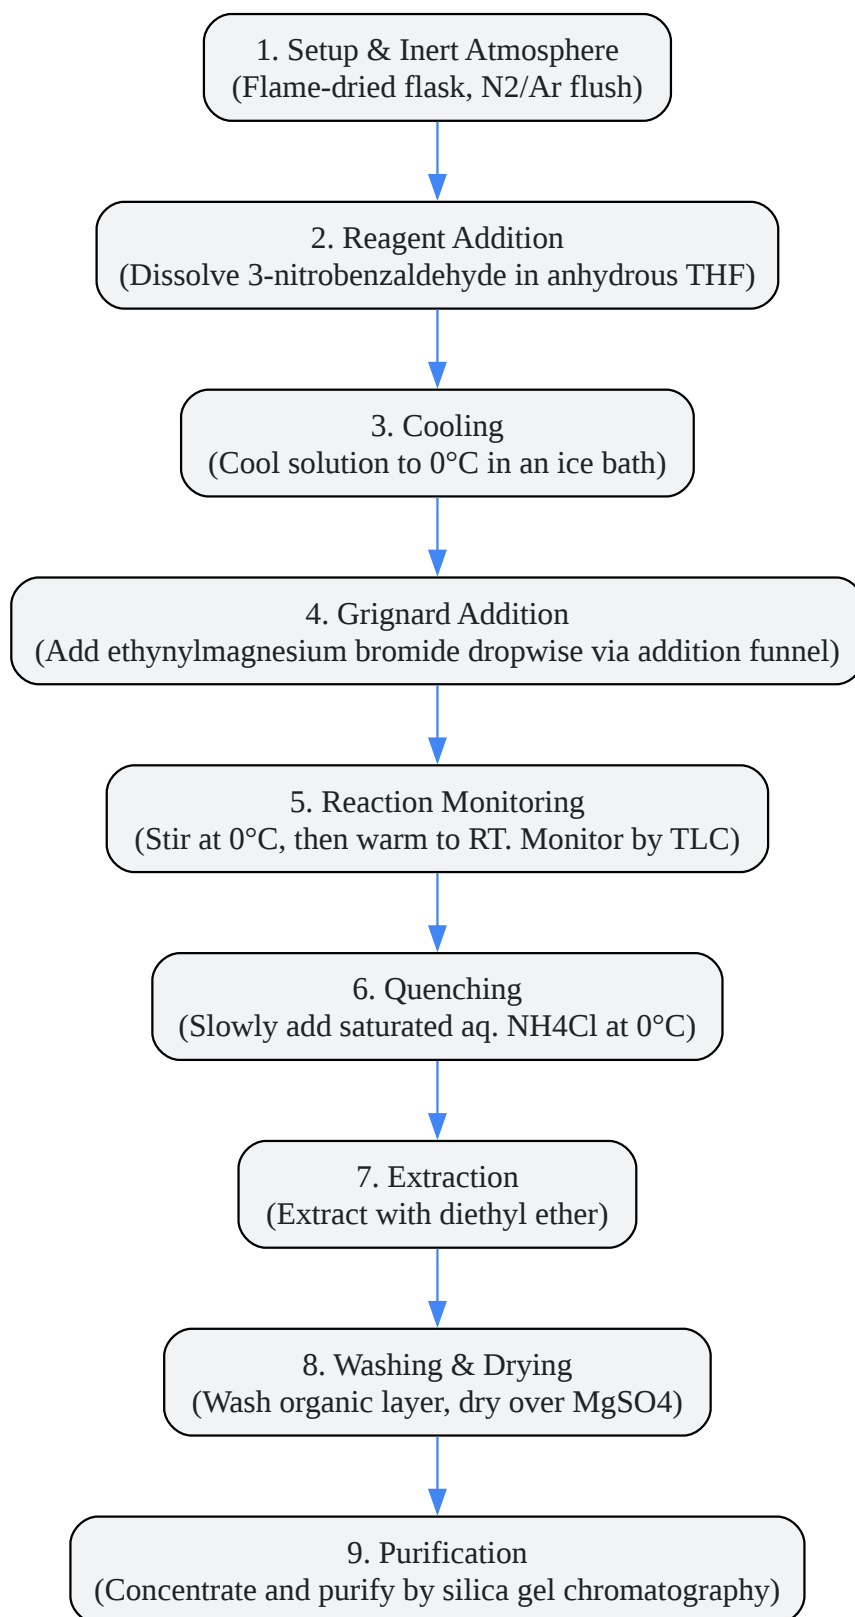 1. Setup & Inert Atmosphere
(Flame-dried flask, N2/Ar flush)
2. Reagent Addition
(Dissolve 3-nitrobenzaldehyde in anhydrous THF)
3. Cooling
(Cool solution to 0°C in an ice bath)
4. Grignard Addition
(Add ethynylmagnesium bromide dropwise via addition funnel)
5. Reaction Monitoring
(Stir at 0°C, then warm to RT. Monitor by TLC)
6. Quenching
(Slowly add saturated aq. NH4Cl at 0°C)
7. Extraction
(Extract with diethyl ether)
8. Washing & Drying
(Wash organic layer, dry over MgSO4)
9. Purification
(Concentrate and purify by silica gel chromatography)